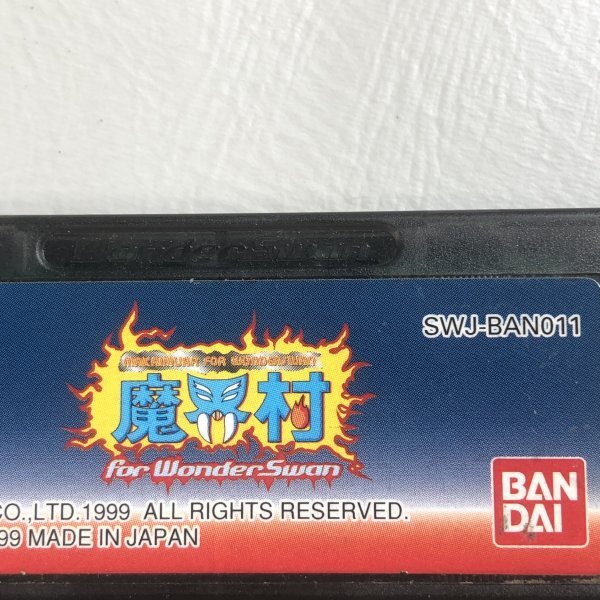 WonderSwan
SWJ-BAN011
MAKAIMURA FOR WONDERSWAN
魔界村
for WonderSwan
CO.,LTD.1999 ALL RIGHTS RESERVED.
99 MADE IN JAPAN
BAN
DAI